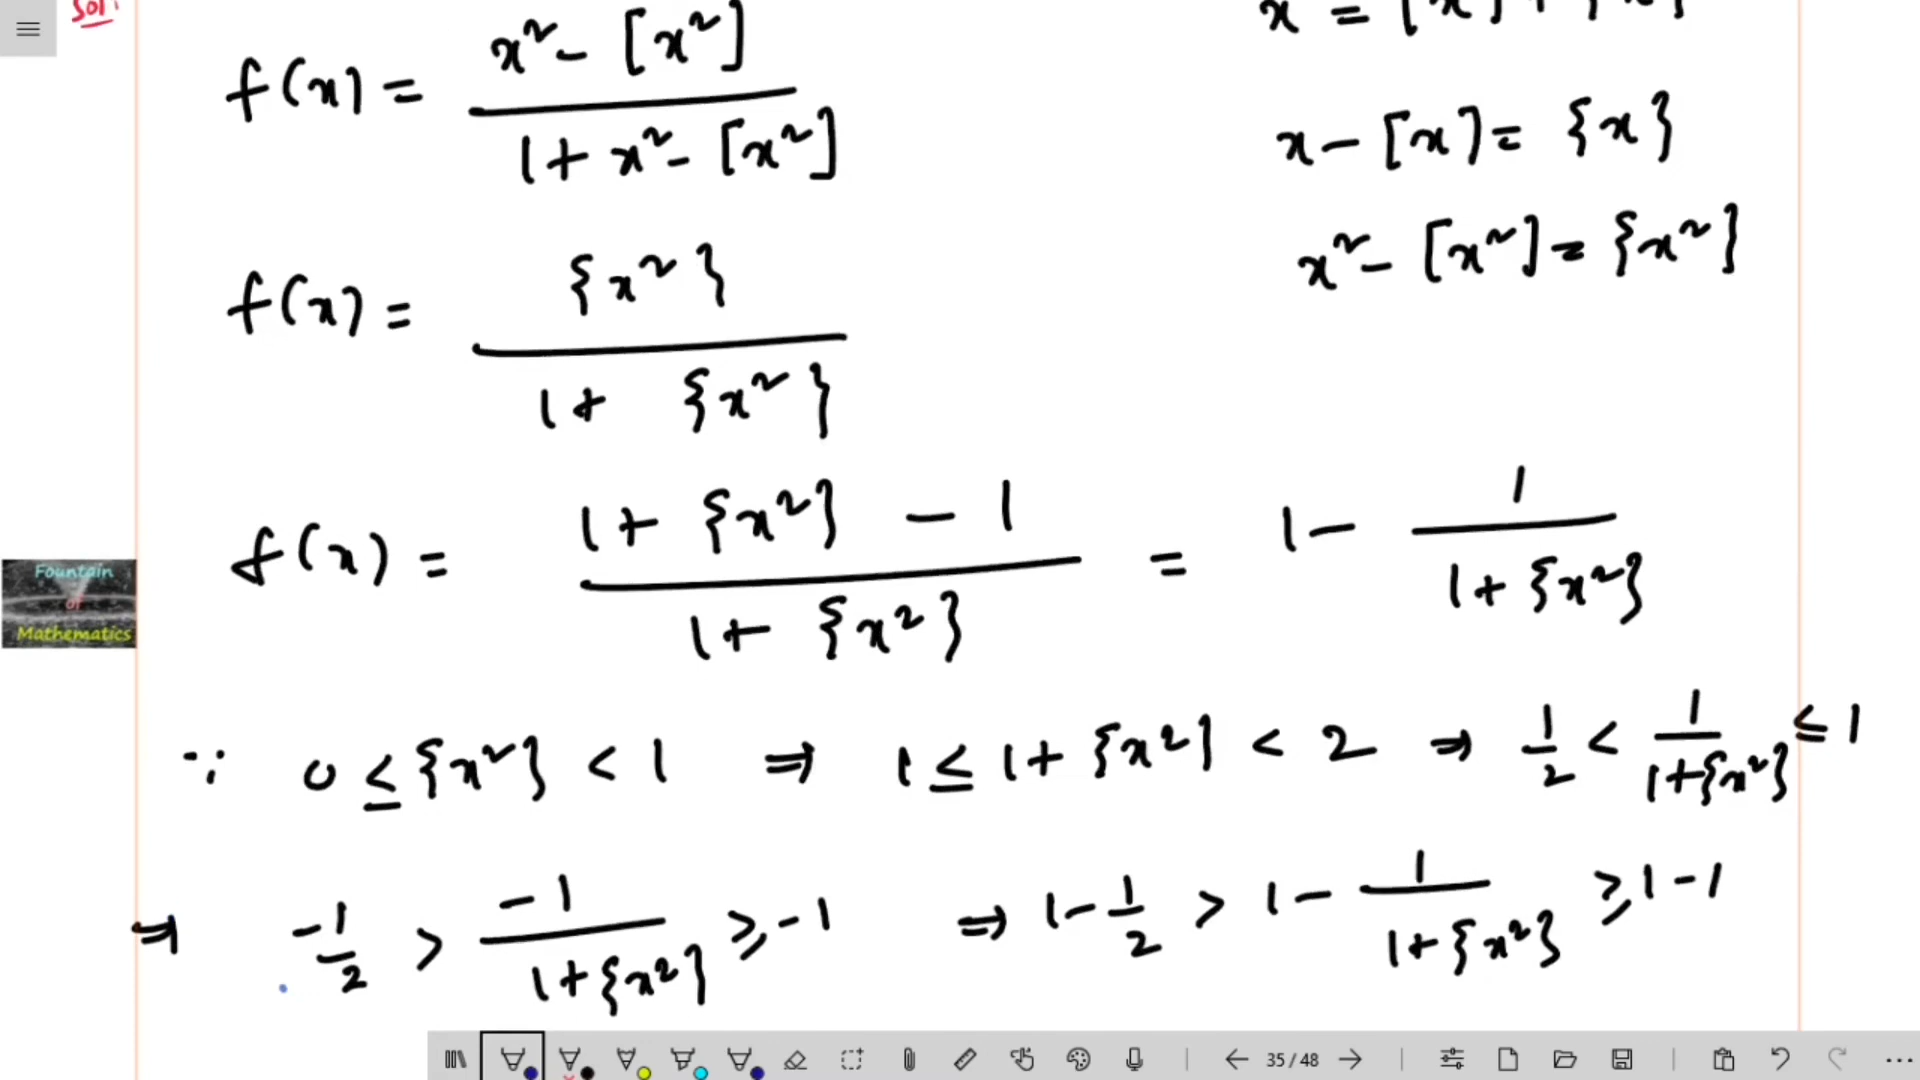 Sol:
f(x) = x² - [x²] / 1 + x² - [x²]
x = [x] + {x}
x - [x] = {x}
x² - [x²] = {x²}
f(x) = {x²} / 1 + {x²}
f(x) = 1 + {x²} - 1 / 1 + {x²} = 1 - 1 / 1 + {x²}
∵ 0 ≤ {x²} < 1 ⇒ 1 ≤ 1 + {x²} < 2 ⇒ 1/2 < 1 / 1+{x²} ≤ 1
⇒ -1/2 > -1 / 1+{x²} ≥ -1 ⇒ 1 - 1/2 > 1 - 1 / 1+{x²} ≥ 1 - 1
Fountain
of
Mathematics
35 / 48